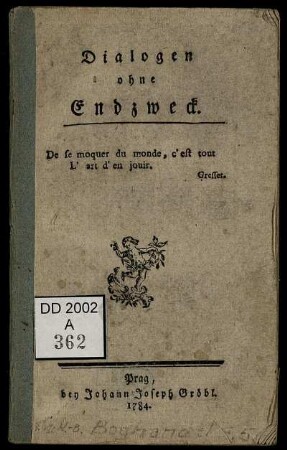 Dialogen
ohne
Endzweck.
De se moquer du monde, c'est tout
L' art d'en jouir.
Gresset.
DD 2002
A
362
Prag,
bey Johann Joseph Gröbl.
1784.